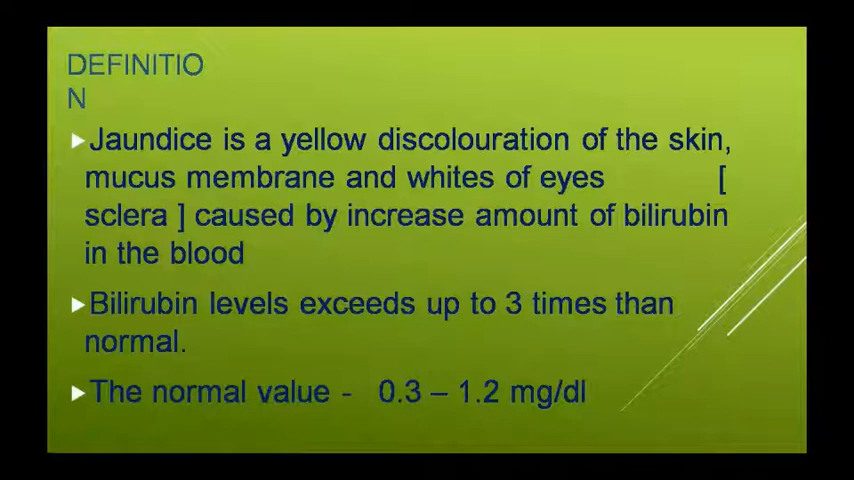 DEFINITIO
N
Jaundice is a yellow discolouration of the skin,
mucus membrane and whites of eyes [
sclera ] caused by increase amount of bilirubin
in the blood
Bilirubin levels exceeds up to 3 times than
normal.
The normal value - 0.3 – 1.2 mg/dl